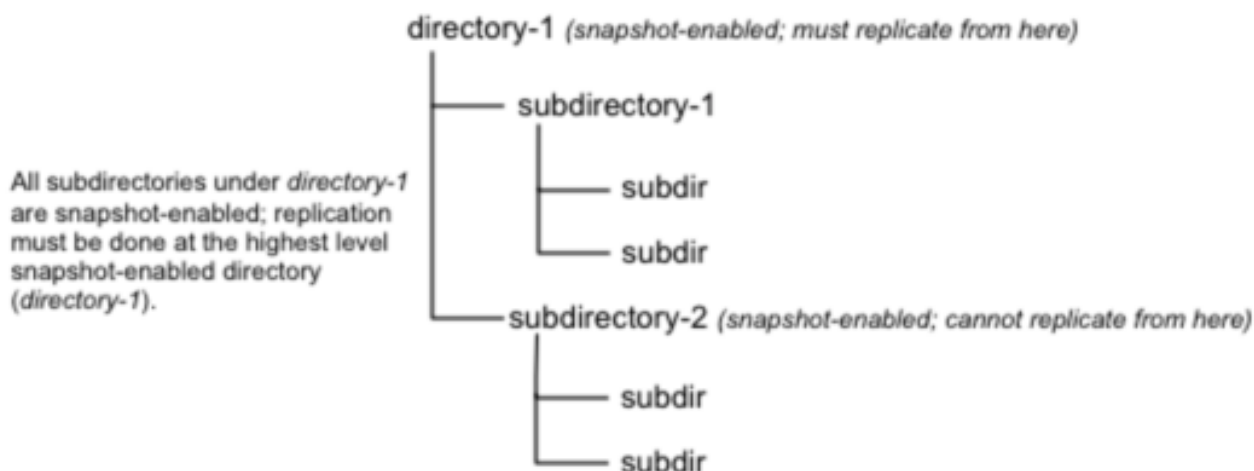 directory-1 (snapshot-enabled; must replicate from here)
subdirectory-1
All subdirectories under directory-1
are snapshot-enabled; replication
must be done at the highest level
snapshot-enabled directory
(directory-1).
subdir
subdir
subdirectory-2 (snapshot-enabled; cannot replicate from here)
subdir
subdir